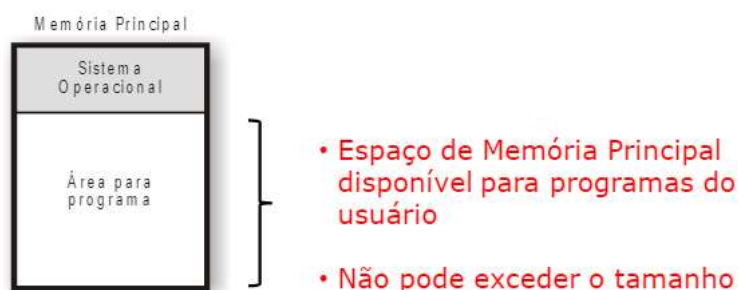 Memória Principal
Sistema
Operacional
Área para
programa
• Espaço de Memória Principal
disponível para programas do
usuário
• Não pode exceder o tamanho